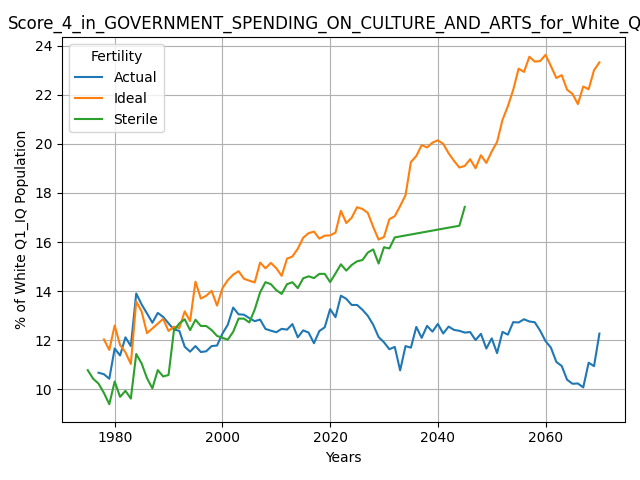 Score_4_in_GOVERNMENT_SPENDING_ON_CULTURE_AND_ARTS_for_White_Q
Fertility
Actual
Ideal
Sterile
% of White Q1_IQ Population
24
22
20
18
16
14
12
10
1980 2000 2020 2040 2060
Years